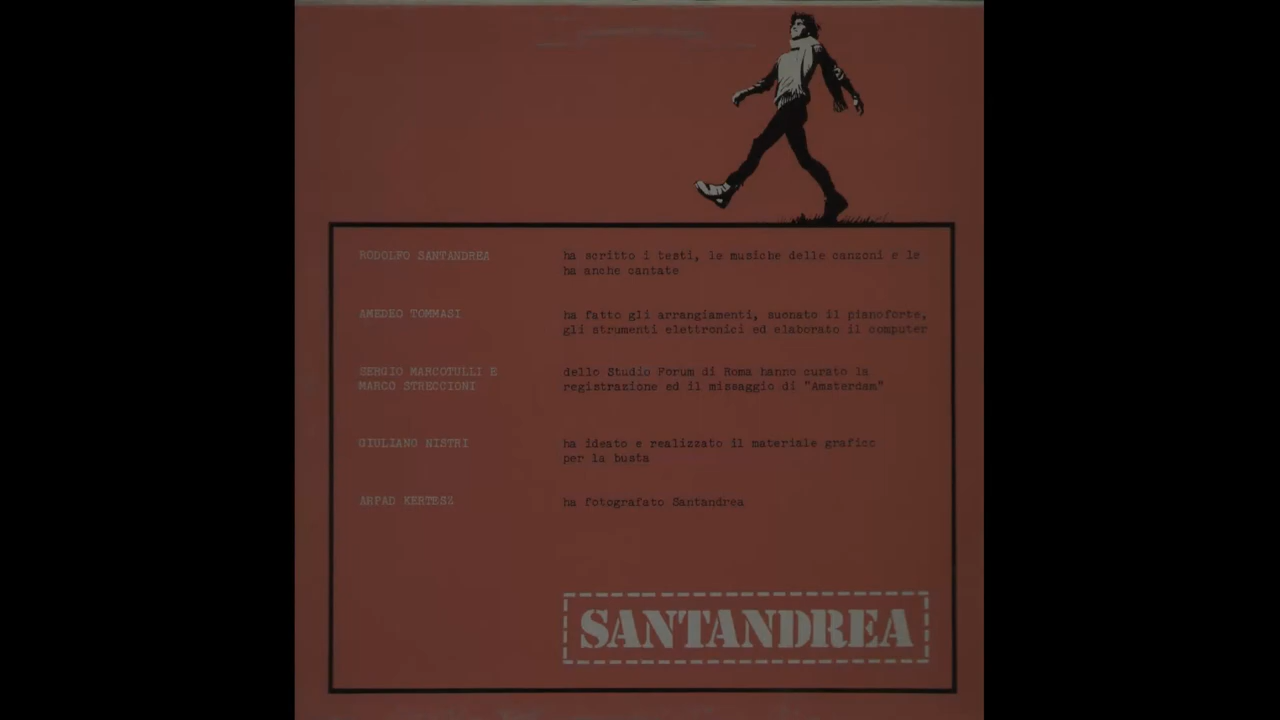 RODOLFO SANTANDREA
ha scritto i testi, le musiche delle canzoni e le
ha anche cantate
AMEDEO TOMMASI
ha fatto gli arrangiamenti, suonato il pianoforte,
gli strumenti elettronici ed elaborato il computer
SERGIO MARCOTULLI E
MARCO STRECCIONI
dello Studio Forum di Roma hanno curato la
registrazione ed il missaggio di "Amsterdam"
GIULIANO NISTRI
ha ideato e realizzato il materiale grafico
per la busta
ARPAD KERTESZ
ha fotografato Santandrea
SANTANDREA